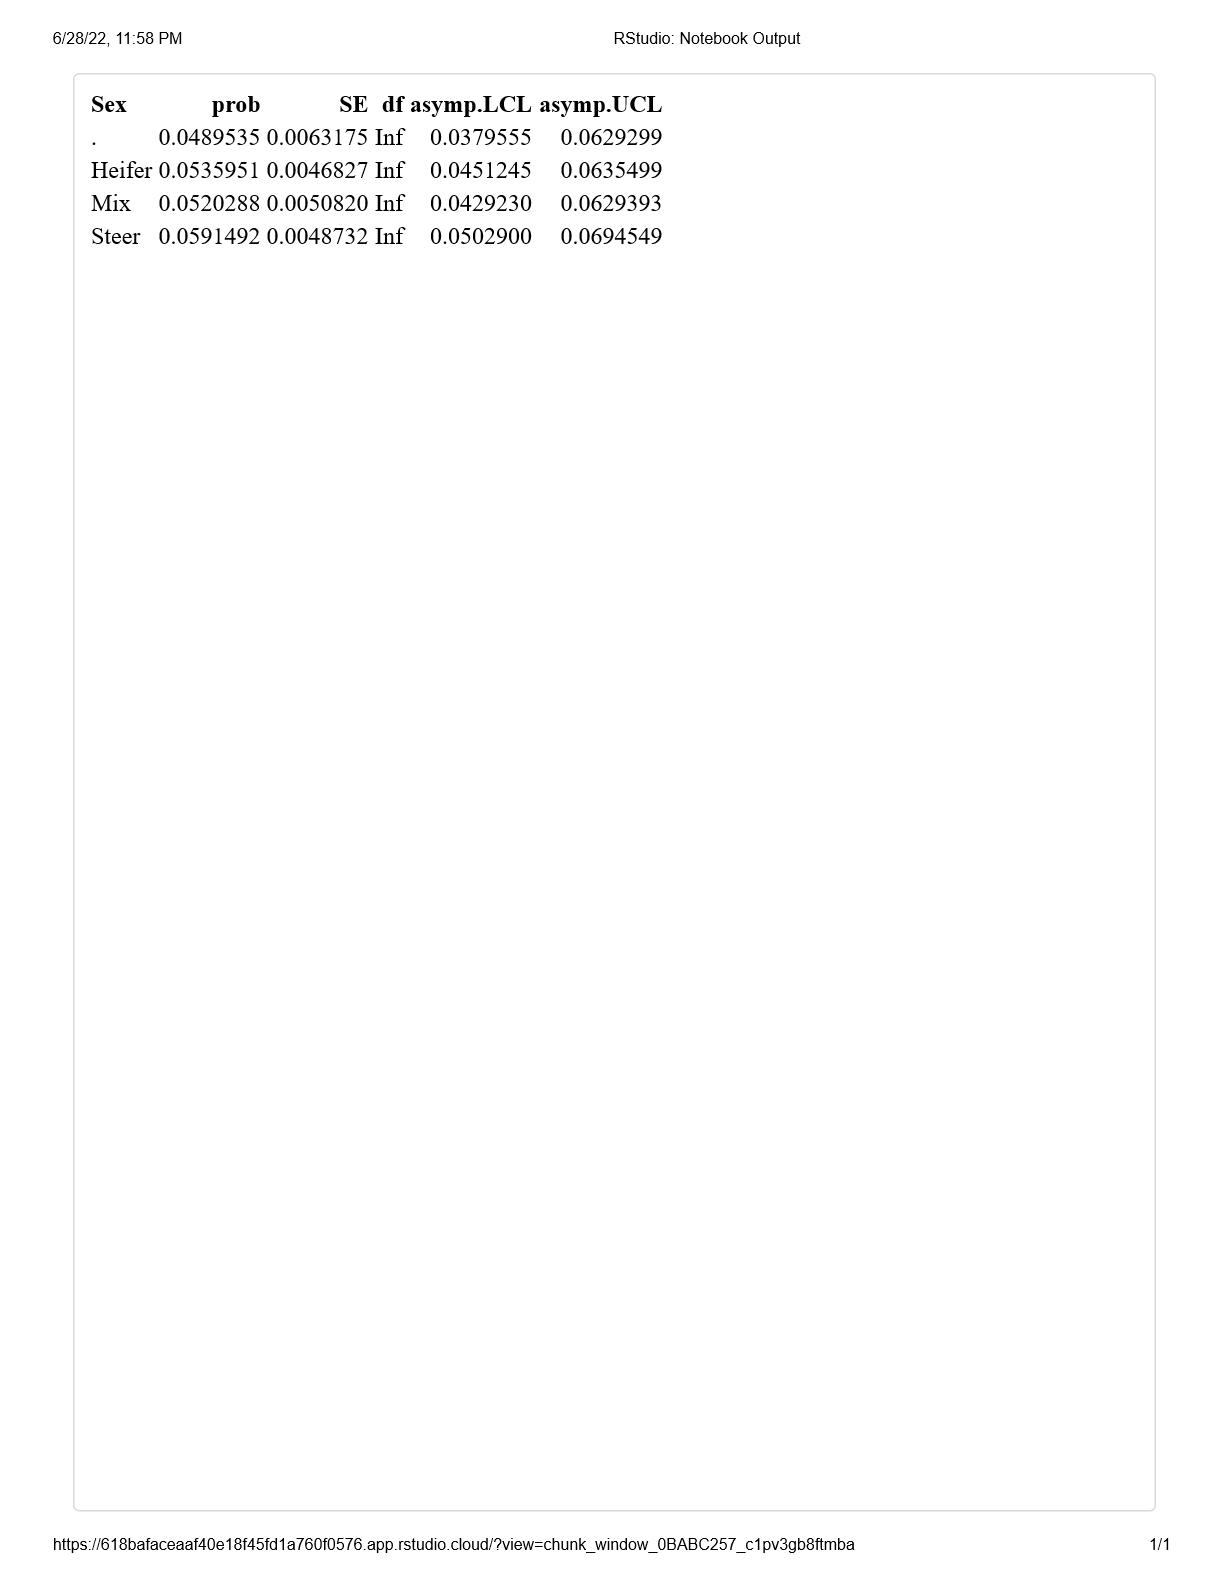 6/28/22, 11:58 PM RStudio: Notebook Output
Sex prob SE df asymp.LCL asymp.UCL
. 0.0489535 0.0063175 Inf 0.0379555 0.0629299
Heifer 0.0535951 0.0046827 Inf 0.0451245 0.0635499
Mix 0.0520288 0.0050820 Inf 0.0429230 0.0629393
Steer 0.0591492 0.0048732 Inf 0.0502900 0.0694549
https://618bafaceaaf40e18f45fd1a760f0576.app.rstudio.cloud/?view=chunk_window_0BABC257_c1pv3gb8ftmba 1/1